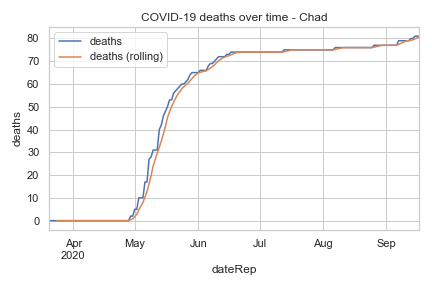 COVID-19 deaths over time - Chad
deaths
deaths (rolling)
80
70
60
50
40
30
20
10
0
deaths
Apr
2020
May
Jun
Jul
Aug
Sep
dateRep